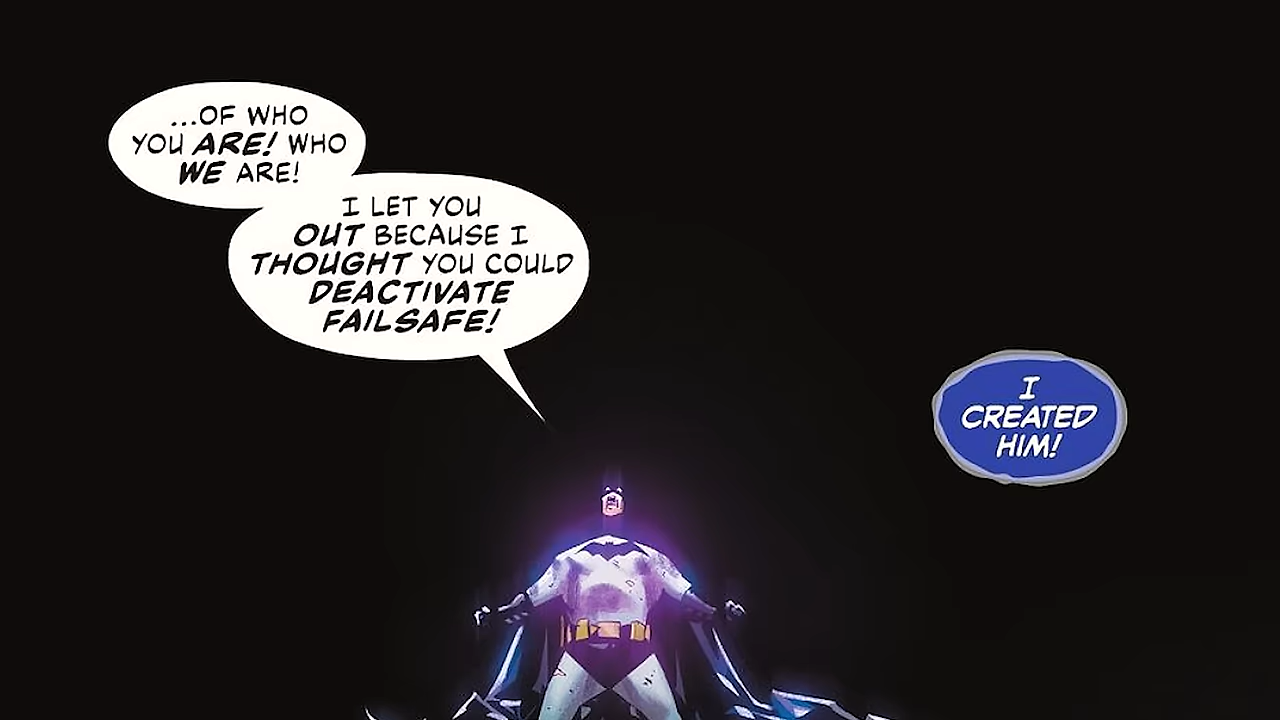 ...OF WHO
YOU ARE! WHO
WE ARE!
I LET YOU
OUT BECAUSE I
THOUGHT YOU COULD
DEACTIVATE
FAILSAFE!
I
CREATED
HIM!